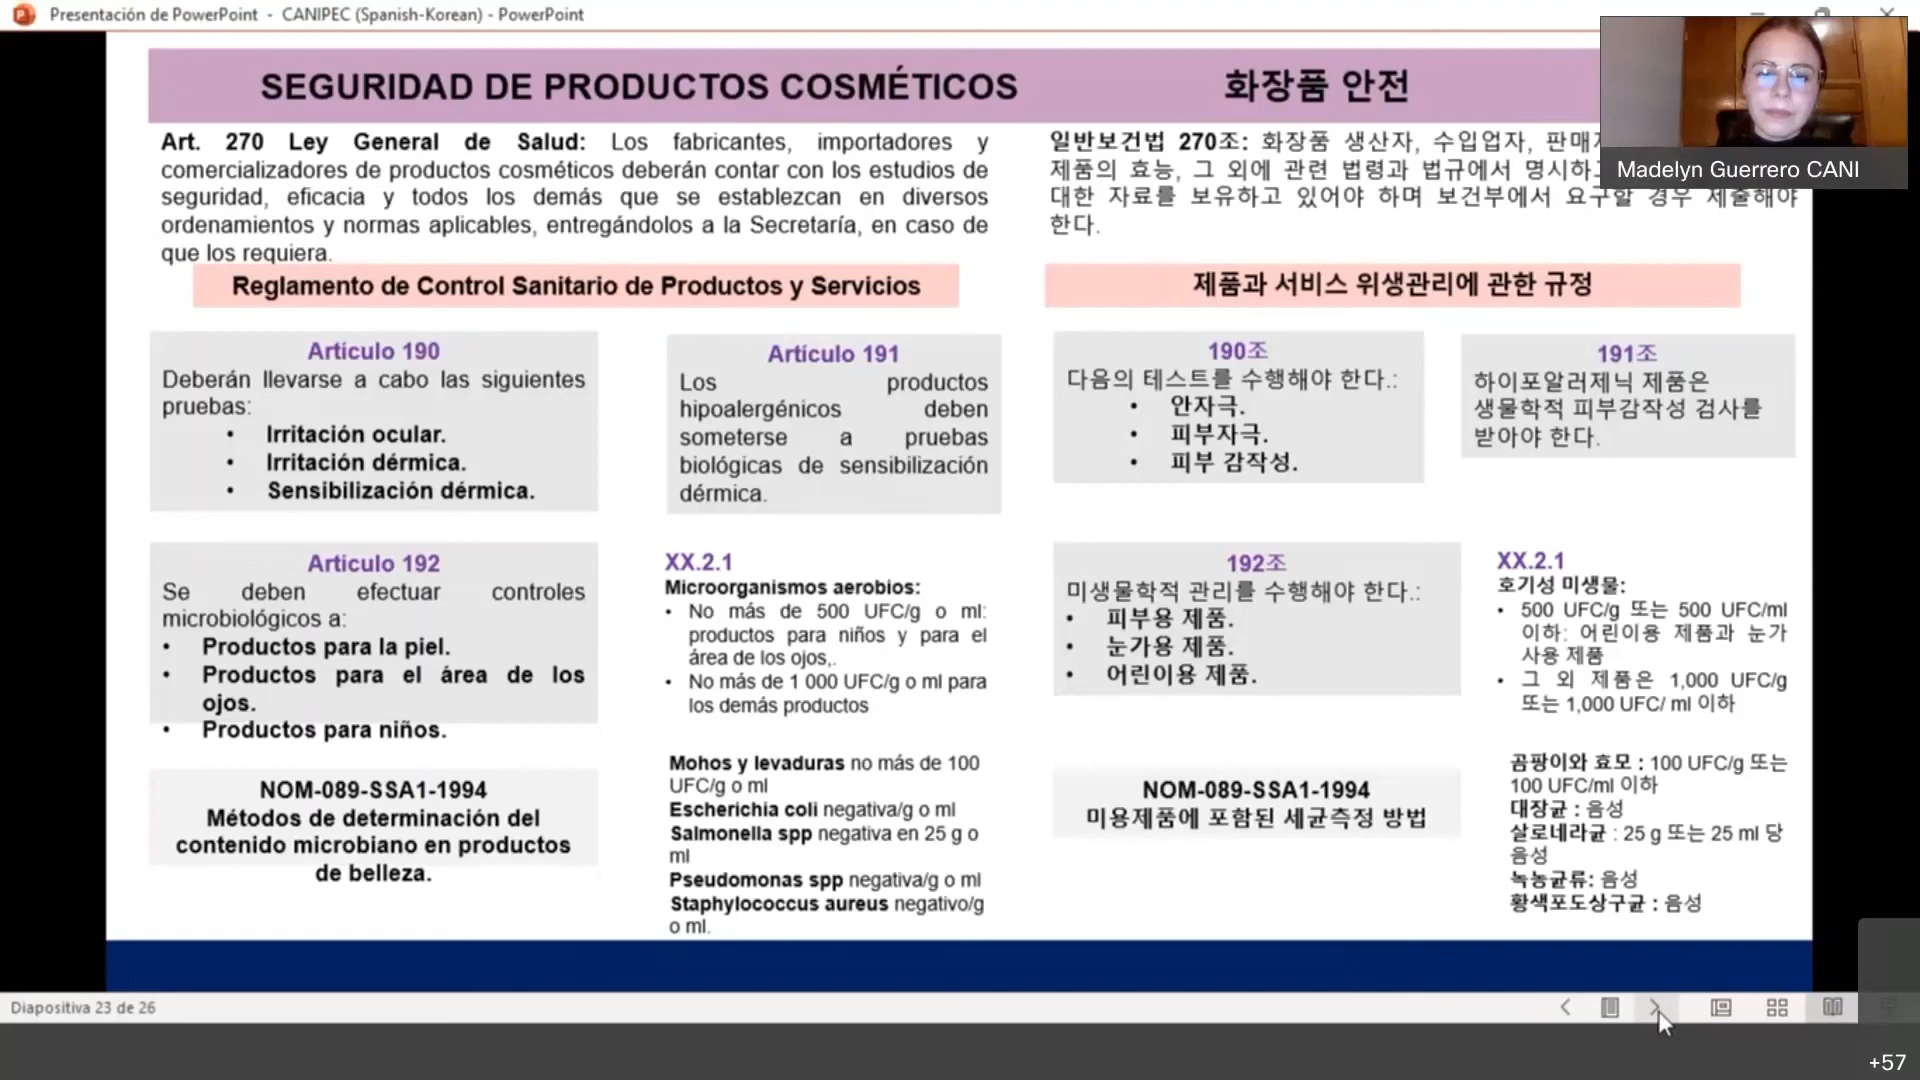 Presentación de PowerPoint - CANIPEC (Spanish-Korean) - PowerPoint
SEGURIDAD DE PRODUCTOS COSMÉTICOS
화장품 안전
Madelyn Guerrero CANI
Art. 270 Ley General de Salud: Los fabricantes, importadores y
comercializadores de productos cosméticos deberán contar con los estudios de
seguridad, eficacia y todos los demás que se establezcan en diversos
ordenamientos y normas aplicables, entregándolos a la Secretaría, en caso de
que los requiera.
일반보건법 270조: 화장품 생산자, 수입업자,
제품의 효능, 그 외에 관련 법령과 법규에서
대한 자료를 보유하고 있어야 하며 보건부에서 요구할 경우 제출해야
한다.
Reglamento de Control Sanitario de Productos y Servicios
제품과 서비스 위생관리에 관한 규정
Artículo 190
Deberán llevarse a cabo las siguientes
pruebas:
• Irritación ocular.
• Irritación dérmica.
• Sensibilización dérmica.
Artículo 191
Los productos
hipoalergénicos deben
someterse a pruebas
biológicas de sensibilización
dérmica.
190조
다음의 테스트를 수행해야 한다.:
• 안자극.
• 피부자극.
• 피부 감작성.
191조
하이포알러제닉 제품은
생물학적 피부감작성 검사를
받아야 한다.
Artículo 192
Se deben efectuar controles
microbiológicos a:
• Productos para la piel.
• Productos para el área de los
ojos.
• Productos para niños.
XX.2.1
Microorganismos aerobios:
• No más de 500 UFC/g o ml:
productos para niños y para el
área de los ojos,.
• No más de 1 000 UFC/g o ml para
los demás productos
192조
미생물학적 관리를 수행해야 한다.:
• 피부용 제품.
• 눈가용 제품.
• 어린이용 제품.
XX.2.1
호기성 미생물:
• 500 UFC/g 또는 500 UFC/ml
이하: 어린이용 제품과 눈가
사용 제품
• 그 외 제품은 1,000 UFC/g
또는 1,000 UFC/ ml 이하
NOM-089-SSA1-1994
Métodos de determinación del
contenido microbiano en productos
de belleza.
Mohos y levaduras no más de 100
UFC/g o ml
Escherichia coli negativa/g o ml
Salmonella spp negativa en 25 g o
ml
Pseudomonas spp negativa/g o ml
Staphylococcus aureus negativo/g
o ml.
NOM-089-SSA1-1994
미용제품에 포함된 세균측정 방법
곰팡이와 효모 : 100 UFC/g 또는
100 UFC/ml 이하
대장균 : 음성
살로네라균 : 25 g 또는 25 ml 당
음성
녹농균류: 음성
황색포도상구균 : 음성
Diapositiva 23 de 26
+57